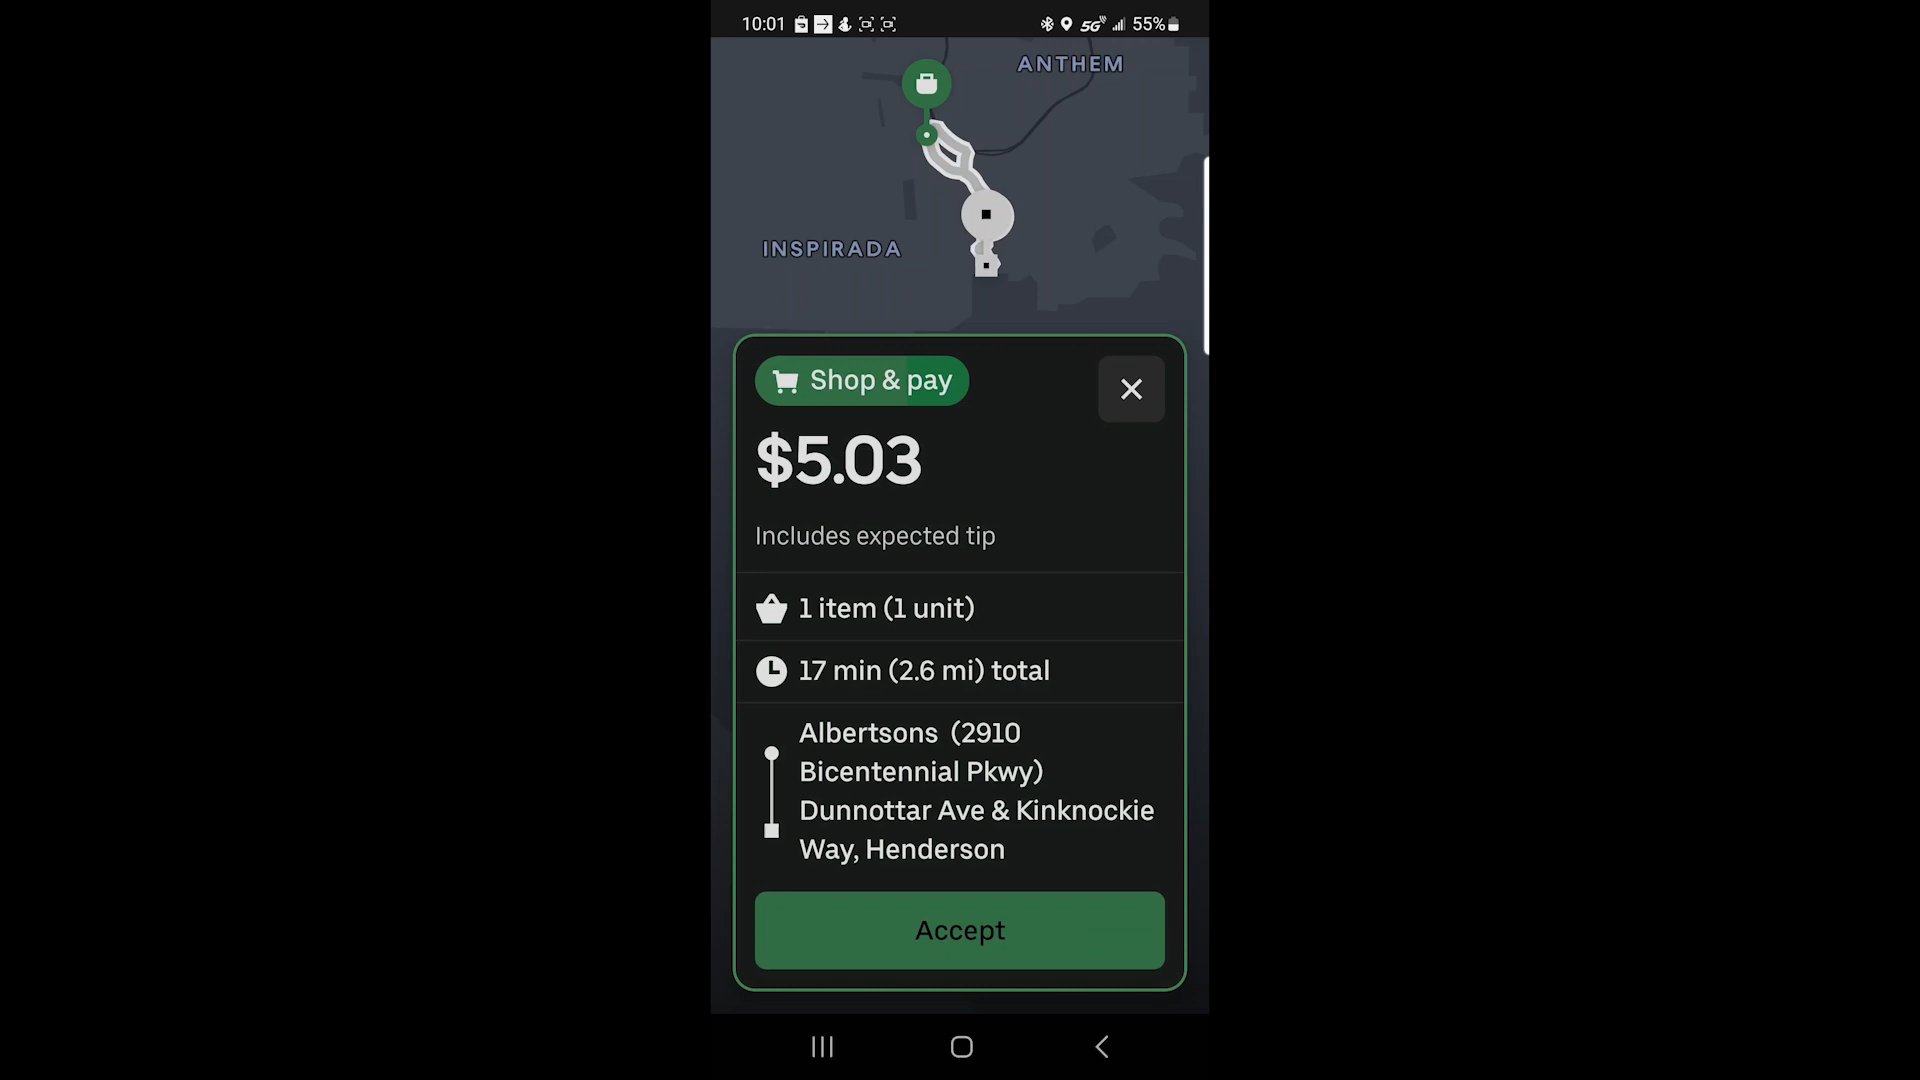 10:01
5G 55%
ANTHEM
INSPIRADA
Shop & pay
$5.03
Includes expected tip
1 item (1 unit)
17 min (2.6 mi) total
Albertsons (2910
Bicentennial Pkwy)
Dunnottar Ave & Kinknockie
Way, Henderson
Accept